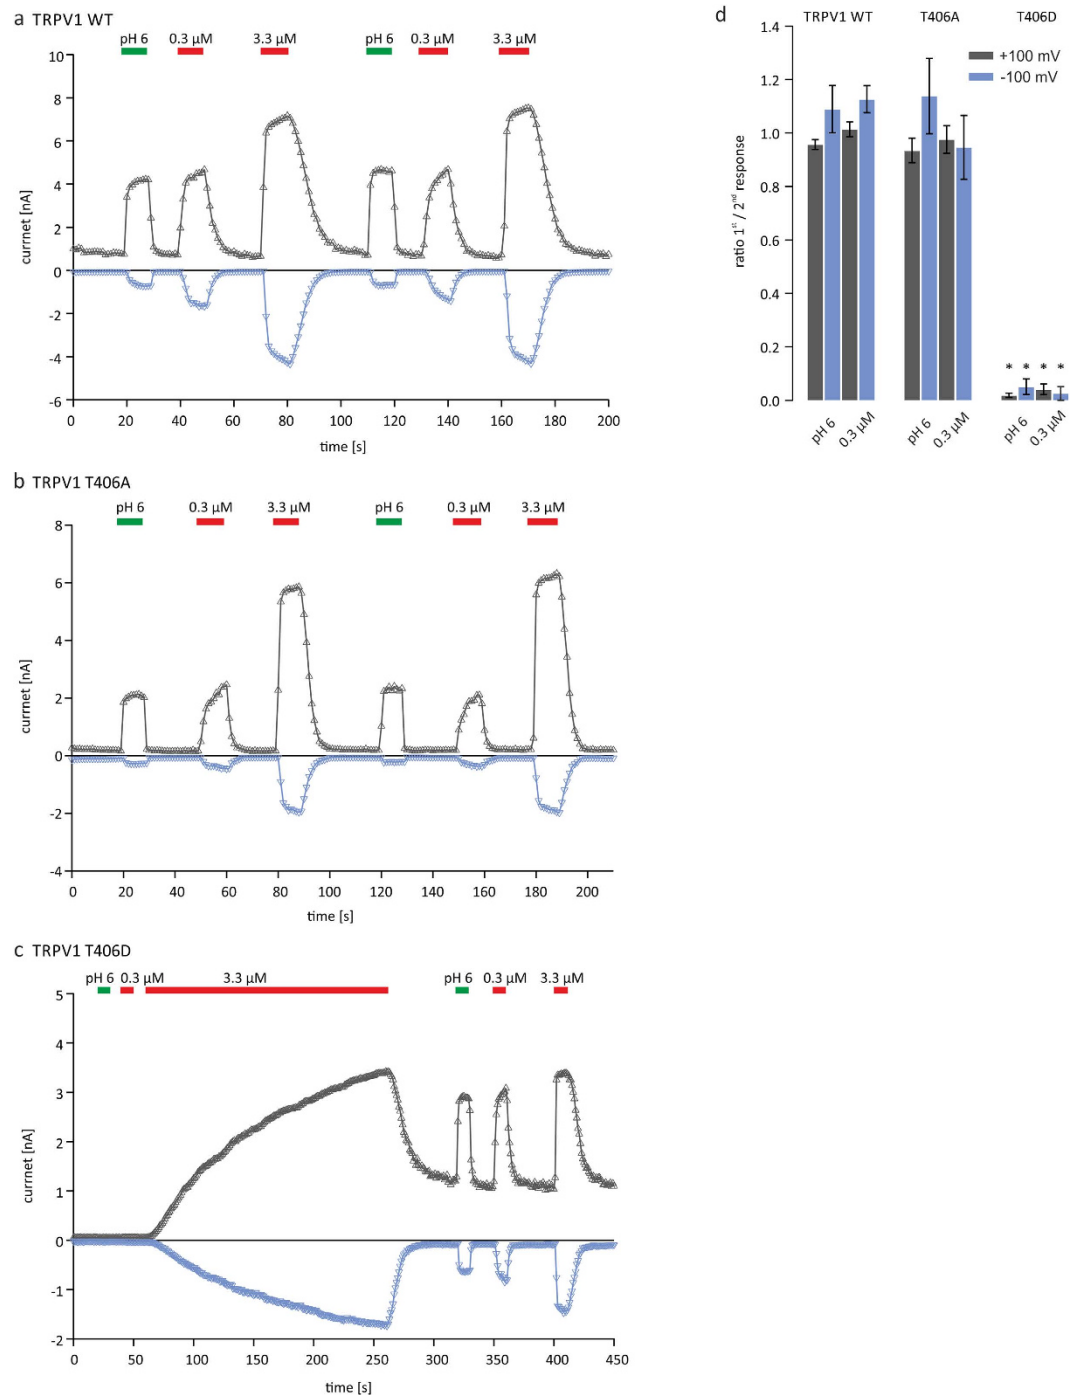 a TRPV1 WT
pH 6 0.3 µM 3.3 µM pH 6 0.3 µM 3.3 µM
10
8
6
4
2
0
-2
-4
-6
currnet [nA]
0 20 40 60 80 100 120 140 160 180 200
time [s]
b TRPV1 T406A
pH 6 0.3 µM 3.3 µM pH 6 0.3 µM 3.3 µM
8
6
4
2
0
-2
-4
currnet [nA]
0 20 40 60 80 100 120 140 160 180 200
time [s]
c TRPV1 T406D
pH 6 0.3 µM 3.3 µM pH 6 0.3 µM 3.3 µM
5
4
3
2
1
0
-1
-2
currnet [nA]
0 50 100 150 200 250 300 350 400 450
time [s]
d
TRPV1 WT T406A T406D
+100 mV
-100 mV
1.4
1.2
1.0
0.8
0.6
0.4
0.2
0.0
ratio 1st / 2nd response
* * * *
pH 6 0.3 µM pH 6 0.3 µM pH 6 0.3 µM